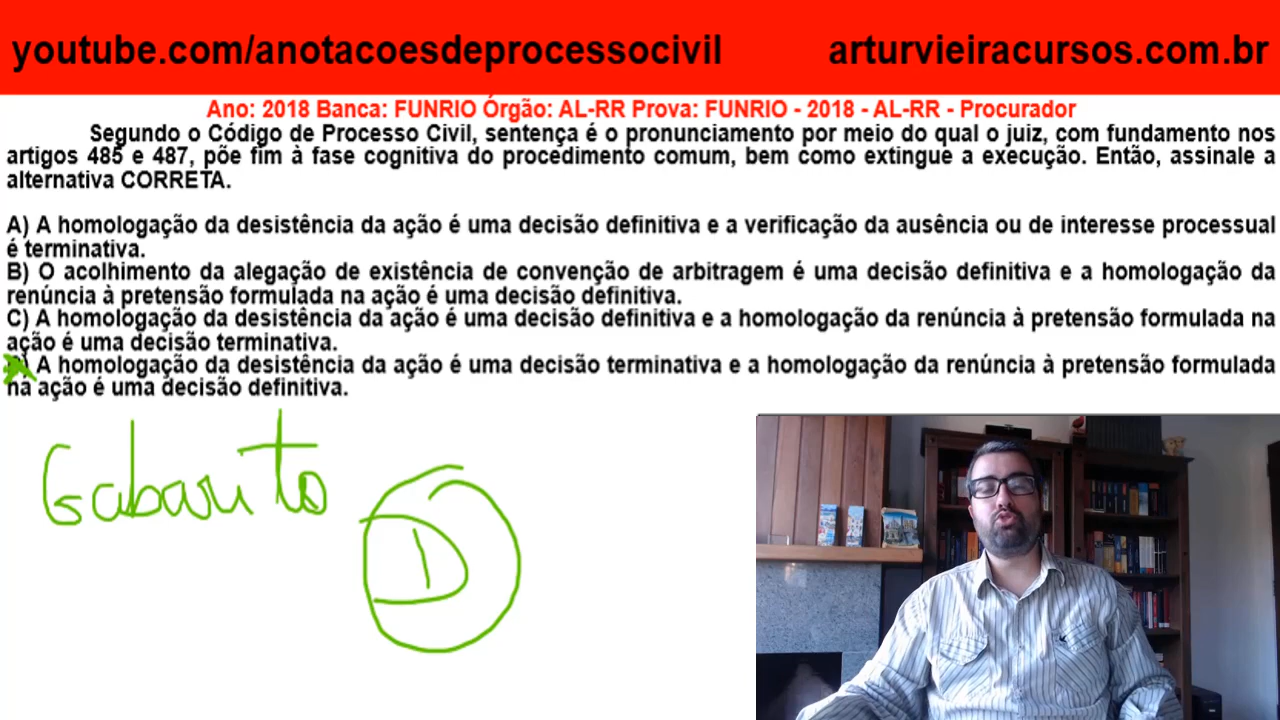 youtube.com/anotacoesdeprocessocivil arturvieiracursos.com.br
Ano: 2018 Banca: FUNRIO Órgão: AL-RR Prova: FUNRIO - 2018 - AL-RR - Procurador
Segundo o Código de Processo Civil, sentença é o pronunciamento por meio do qual o juiz, com fundamento nos
artigos 485 e 487, põe fim à fase cognitiva do procedimento comum, bem como extingue a execução. Então, assinale a
alternativa CORRETA.
A) A homologação da desistência da ação é uma decisão definitiva e a verificação da ausência ou de interesse processual
é terminativa.
B) O acolhimento da alegação de existência de convenção de arbitragem é uma decisão definitiva e a homologação da
renúncia à pretensão formulada na ação é uma decisão definitiva.
C) A homologação da desistência da ação é uma decisão definitiva e a homologação da renúncia à pretensão formulada na
ação é uma decisão terminativa.
A homologação da desistência da ação é uma decisão terminativa e a homologação da renúncia à pretensão formulada
na ação é uma decisão definitiva.
Gabarito D